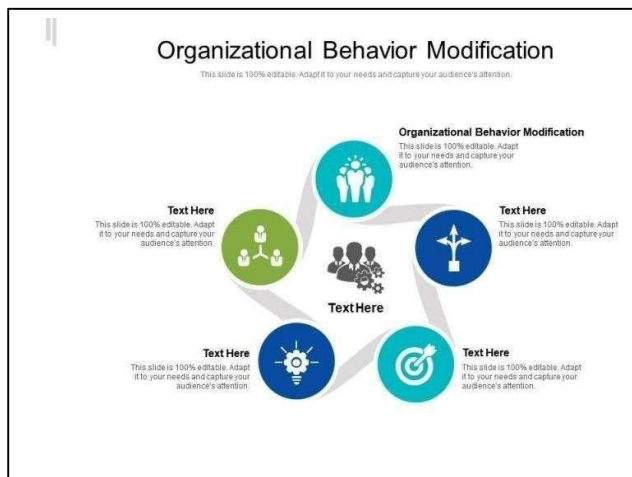 Organizational Behavior Modification
This slide is 100% editable. Adapt it to your needs and capture your audience's attention.
Organizational Behavior Modification
This slide is 100% editable. Adapt
it to your needs and capture your
audience's attention.
Text Here
This slide is 100% editable. Adapt
it to your needs and capture your
audience's attention.
Text Here
This slide is 100% editable. Adapt
it to your needs and capture your
audience's attention.
Text Here
Text Here
This slide is 100% editable. Adapt
it to your needs and capture your
audience's attention.
Text Here
This slide is 100% editable. Adapt
it to your needs and capture your
audience's attention.